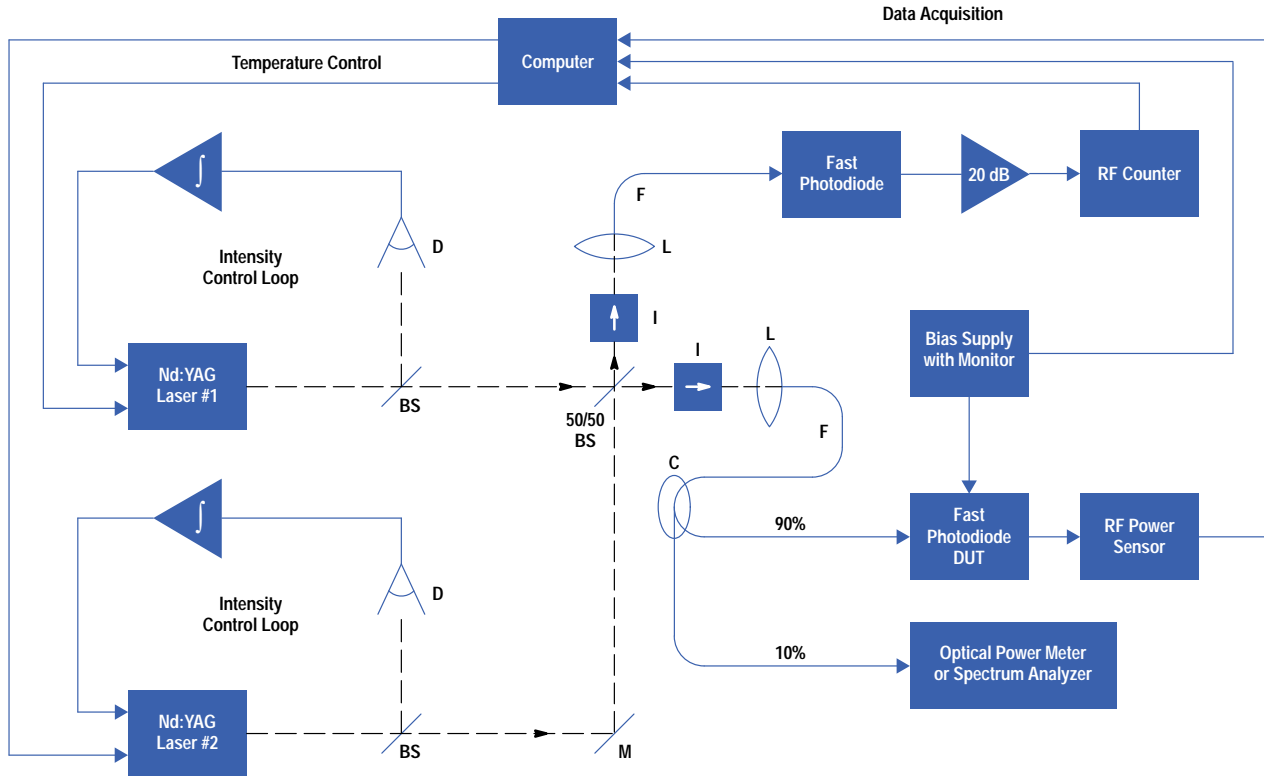 Data Acquisition
Temperature Control
Computer
∫
Fast
Photodiode
20 dB
RF Counter
F
D
L
Intensity
Control Loop
I
L
I
Bias Supply
with Monitor
Nd:YAG
Laser #1
BS
50/50
BS
F
C
∫
90%
Fast
Photodiode
DUT
RF Power
Sensor
D
Intensity
Control Loop
10%
Optical Power Meter
or Spectrum Analyzer
Nd:YAG
Laser #2
BS
M